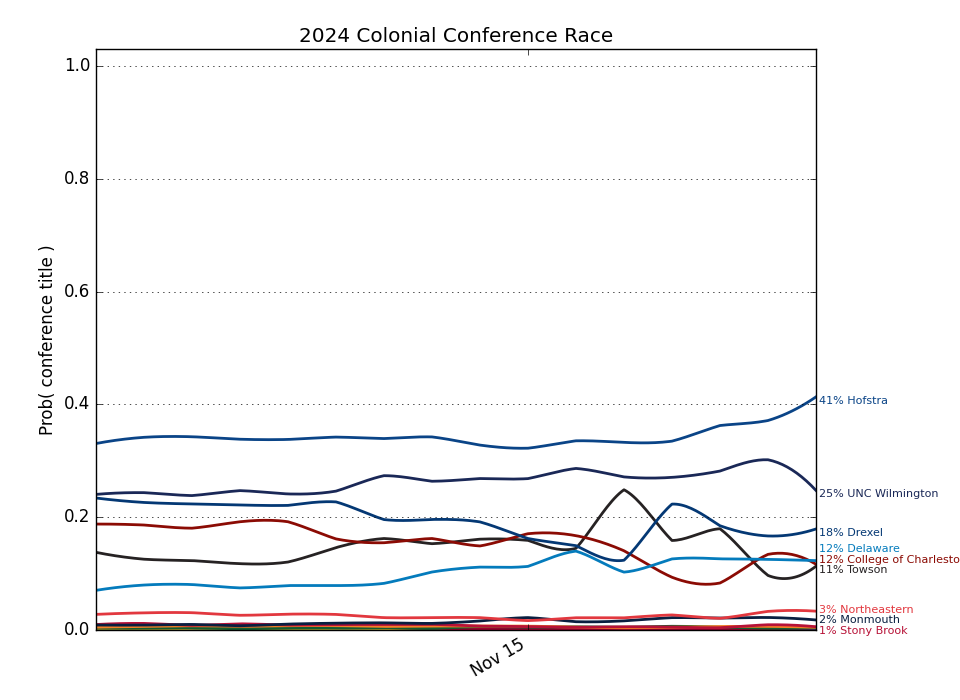 2024 Colonial Conference Race
1.0
0.8
0.6
0.4
0.2
0.0
Prob( conference title )
Nov 15
41% Hofstra
25% UNC Wilmington
18% Drexel
12% Delaware
12% College of Charlesto
11% Towson
3% Northeastern
2% Monmouth
1% Stony Brook